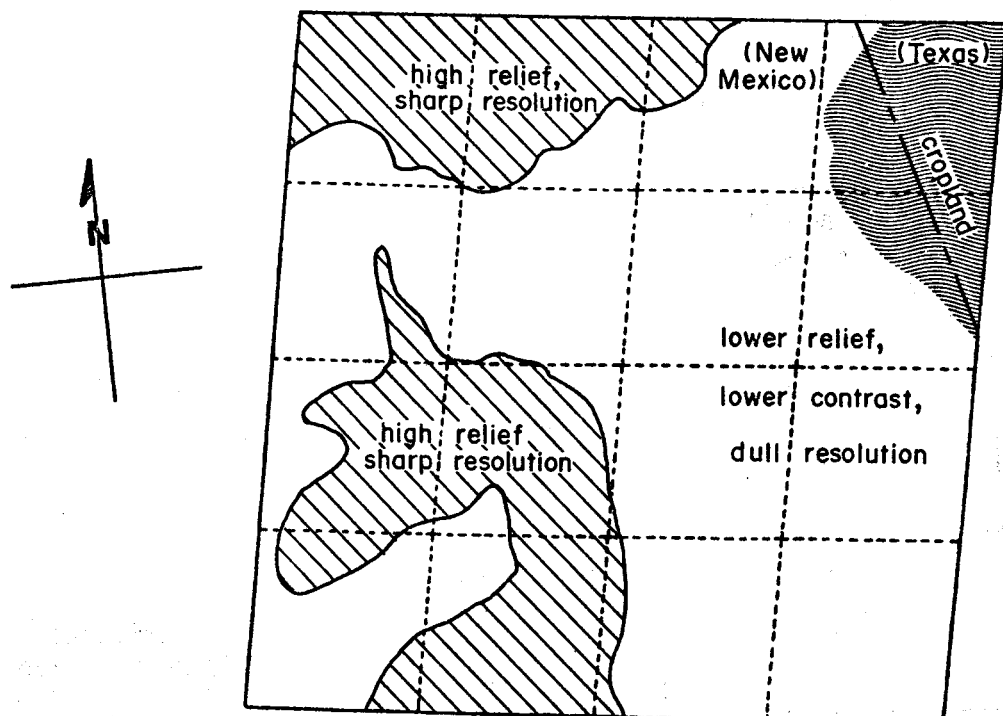 (New
Mexico)
(Texas)
high relief,
sharp resolution
cropland
N
lower relief,
lower contrast,
dull resolution
high relief
sharp resolution